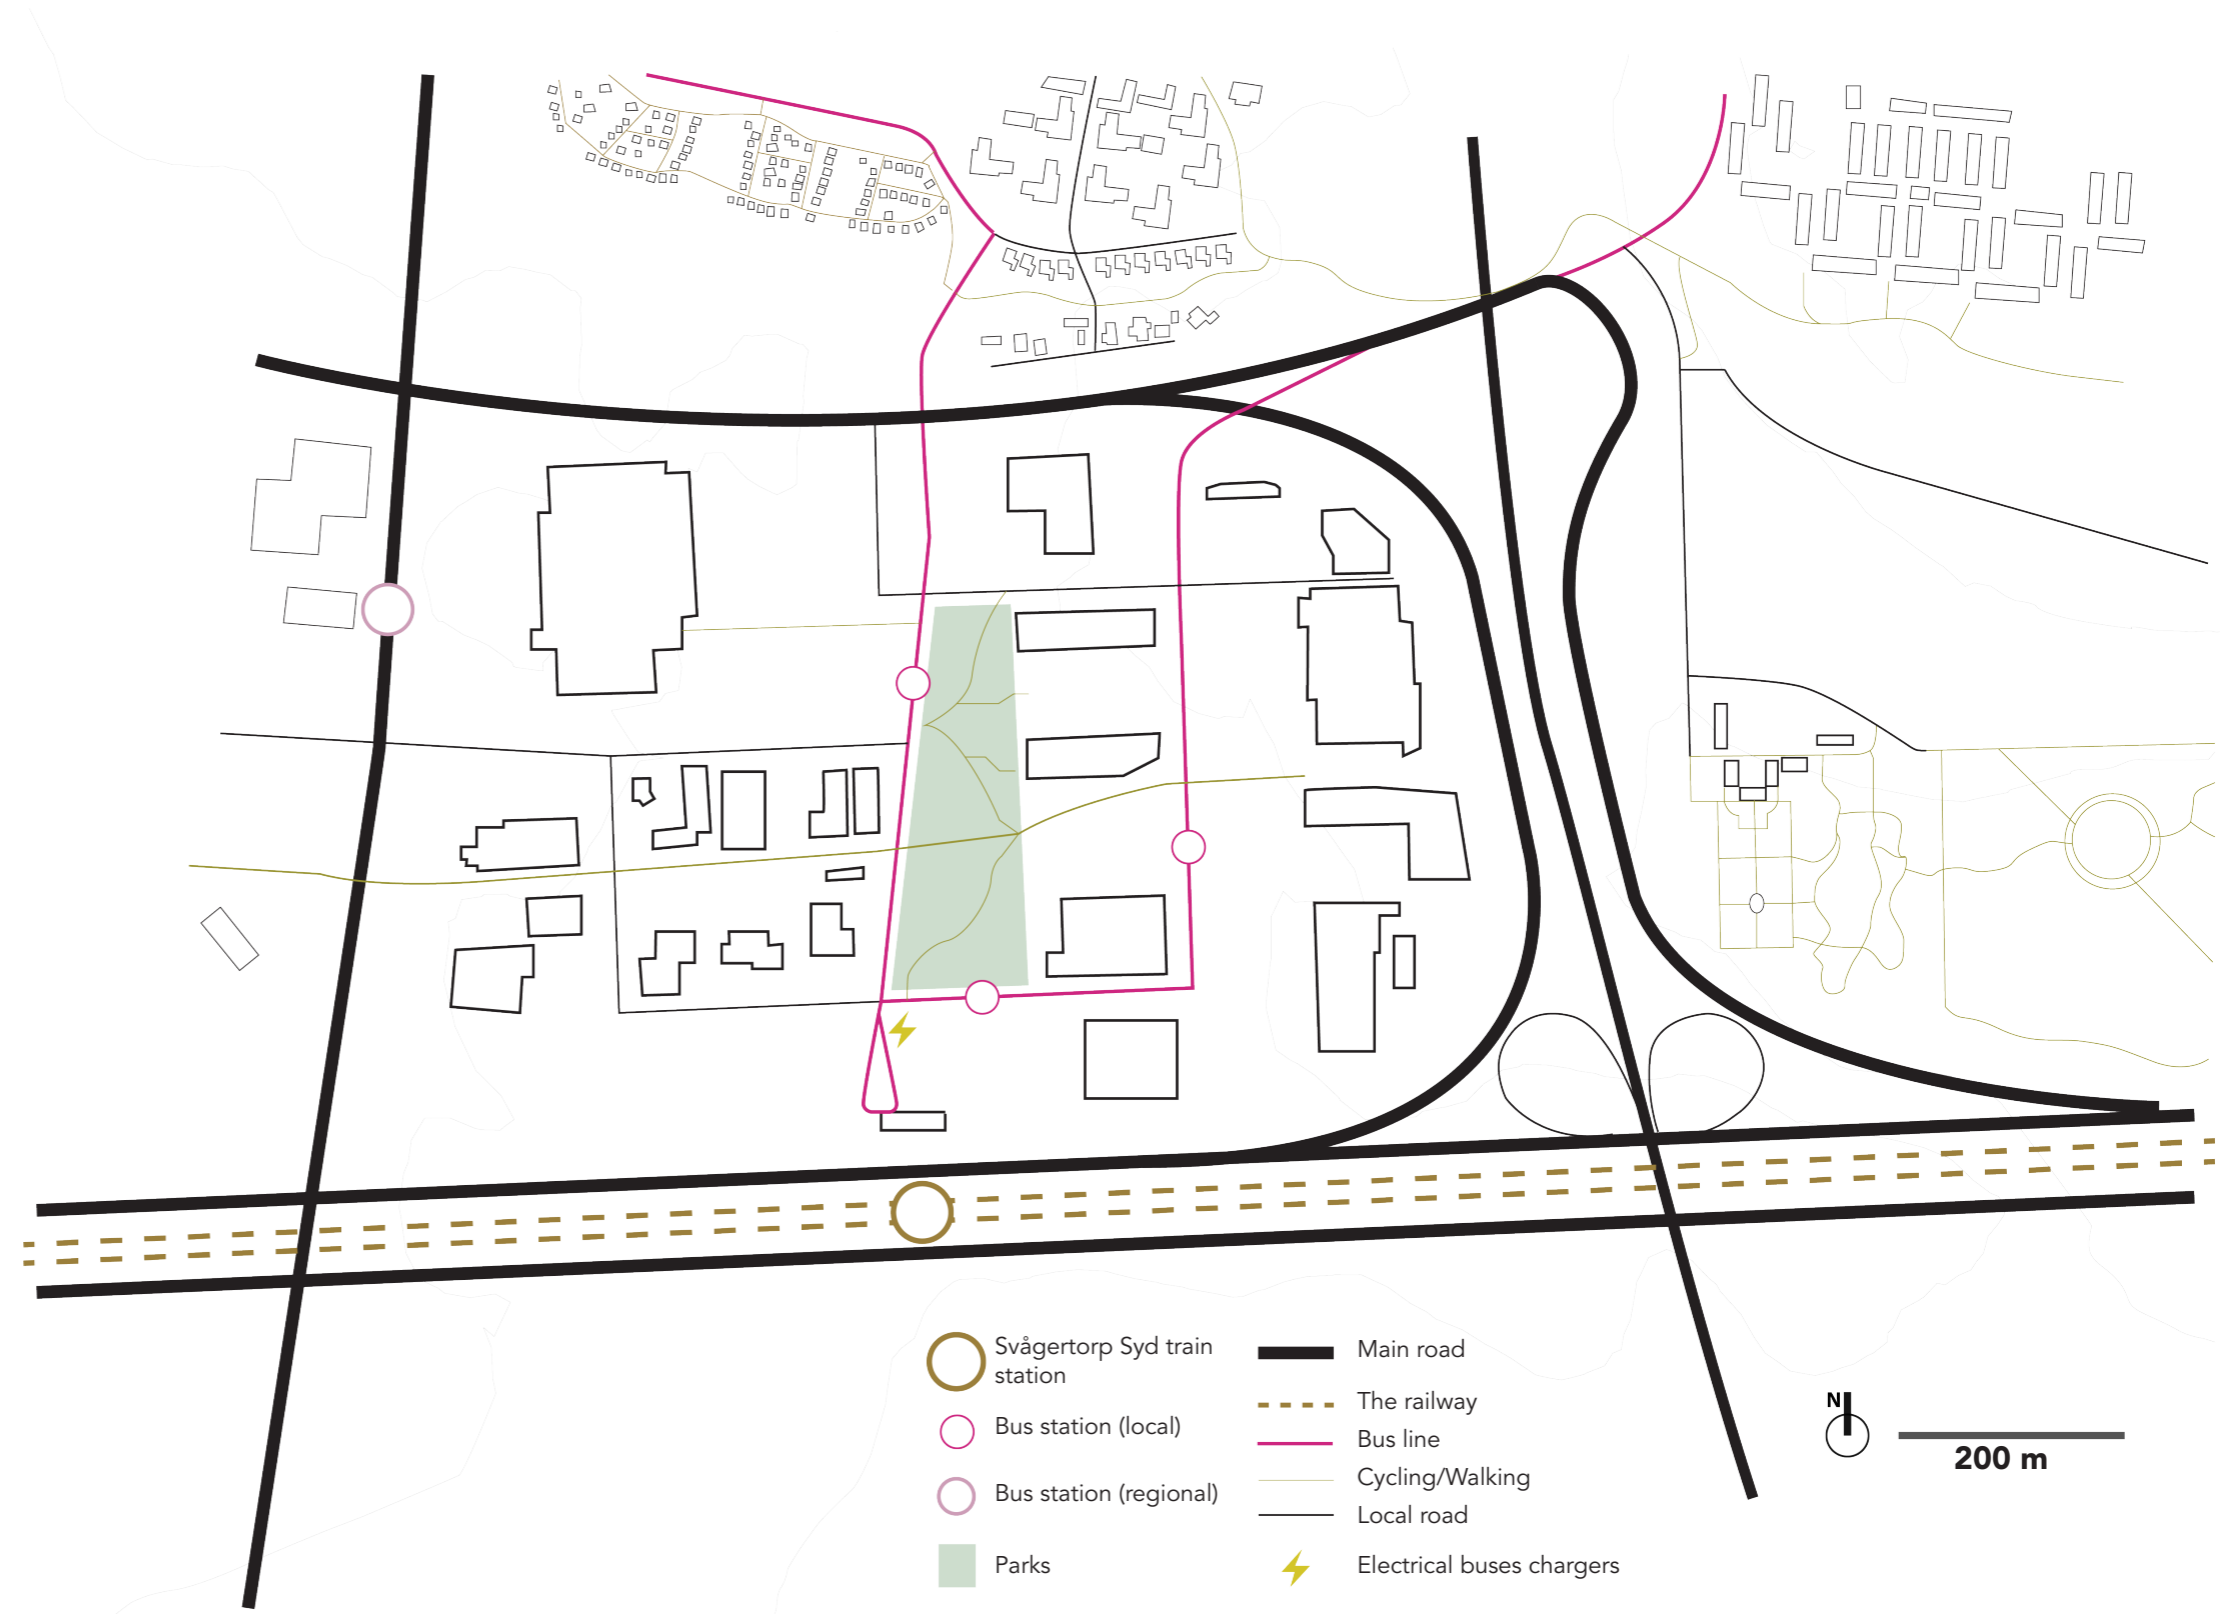 Svågertorp Syd train
station
Bus station (local)
Bus station (regional)
Parks
Main road
The railway
Bus line
Cycling/Walking
Local road
Electrical buses chargers
N
200 m